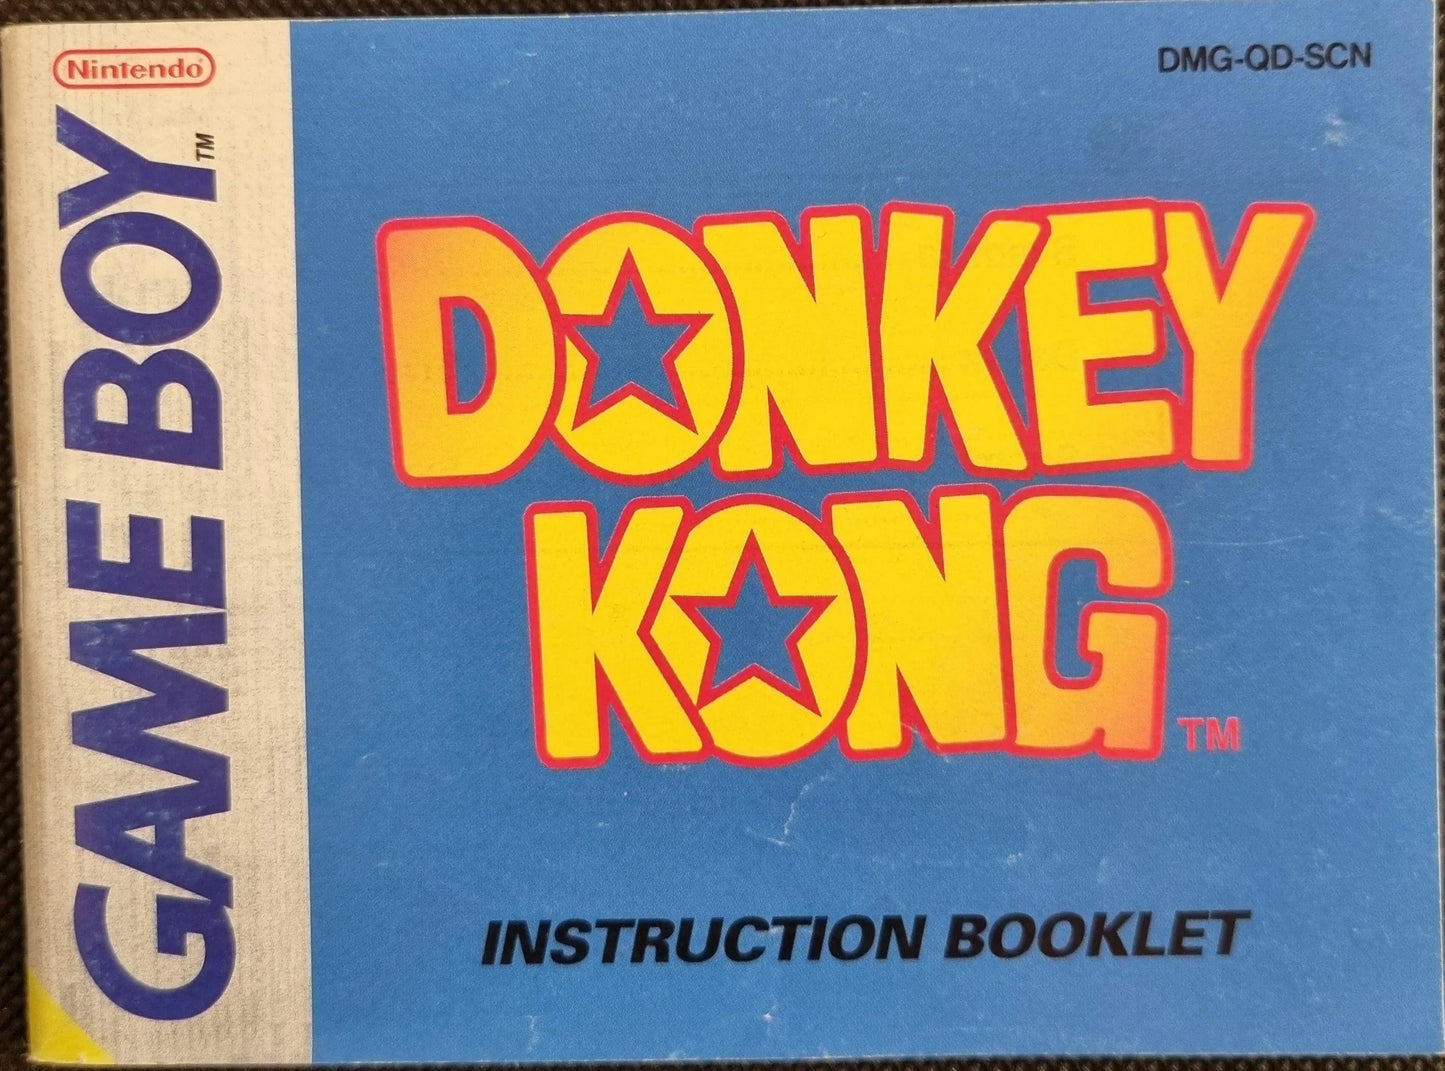 Nintendo®
GAME BOY™
DMG-QD-SCN
DONKEY
KONG™
INSTRUCTION BOOKLET